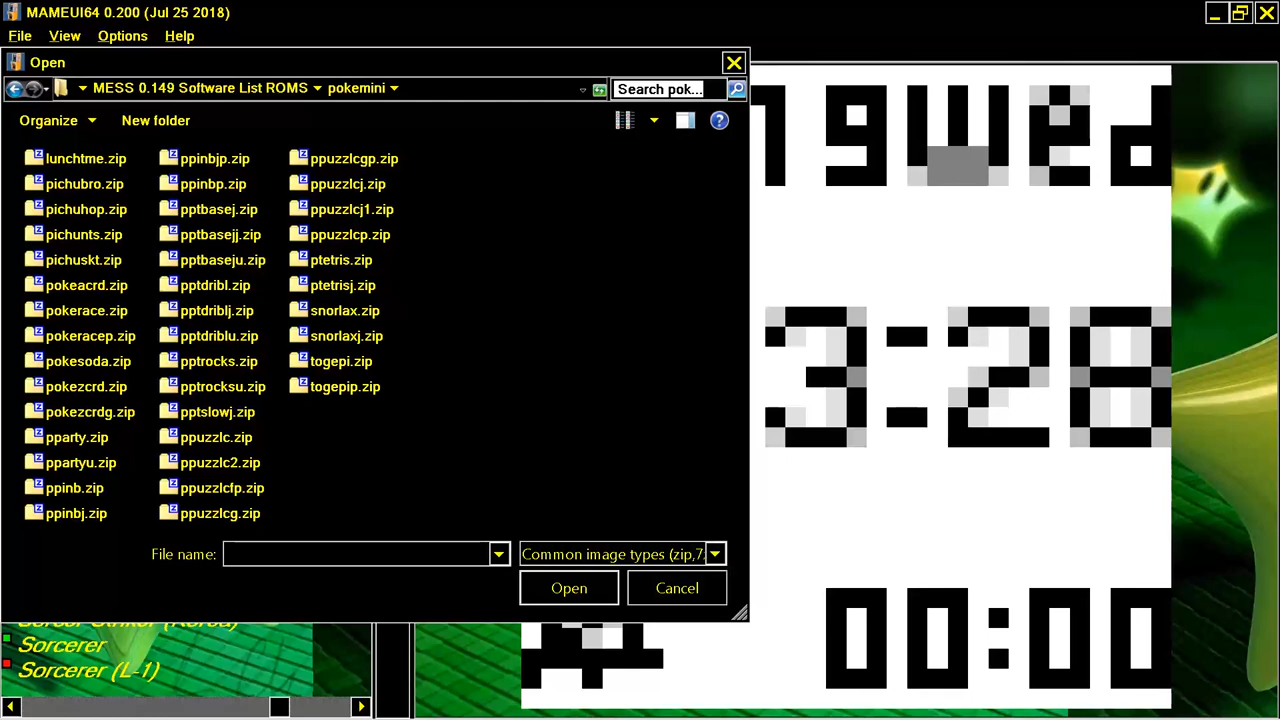 MAMEUI64 0.200 (Jul 25 2018)
File View Options Help
Open
MESS 0.149 Software List ROMS pokemini
Search pok...
Organize New folder
lunchtme.zip ppinbjp.zip ppuzzlcgp.zip
pichubro.zip ppinbp.zip ppuzzlcj.zip
pichuhop.zip pptbasej.zip ppuzzlcj1.zip
pichunts.zip pptbasejj.zip ppuzzlcp.zip
pichuskt.zip pptbaseju.zip ptetris.zip
pokeacrd.zip pptdribl.zip ptetrisj.zip
pokerace.zip pptdriblj.zip snorlax.zip
pokeracep.zip pptdriblu.zip snorlaxj.zip
pokesoda.zip pptrocks.zip togepi.zip
pokezcrd.zip pptrocksu.zip togepip.zip
pokezcrdg.zip pptslowj.zip
pparty.zip ppuzzlc.zip
ppartyu.zip ppuzzlc2.zip
ppinb.zip ppuzzlcfp.zip
ppinbj.zip ppuzzlcg.zip
File name: Common image types (zip,7
Open Cancel
3:28
00:00
Sorcerer
Sorcerer (L-1)